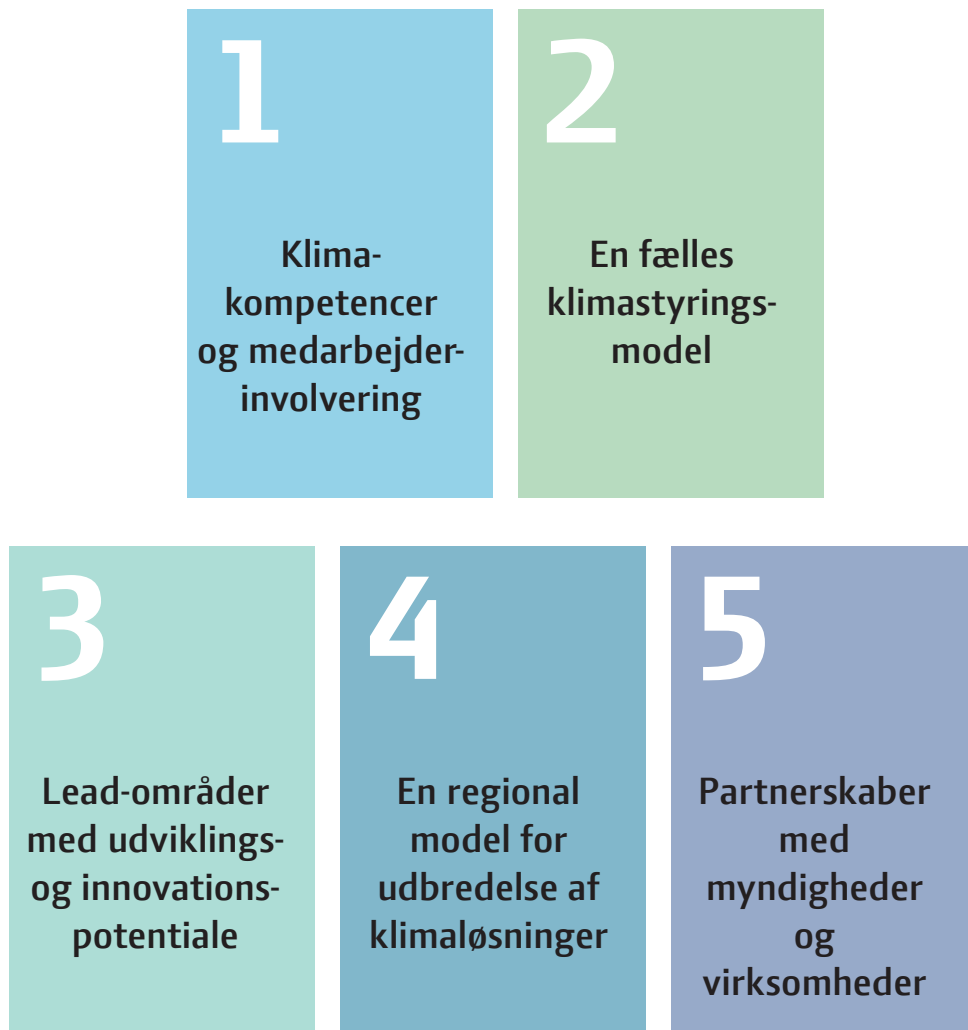 1
Klima-
kompetencer
og medarbejder-
involvering
2
En fælles
klimastyrings-
model
3
Lead-områder
med udviklings-
og innovations-
potentiale
4
En regional
model for
udbredelse af
klimaløsninger
5
Partnerskaber
med
myndigheder
og
virksomheder